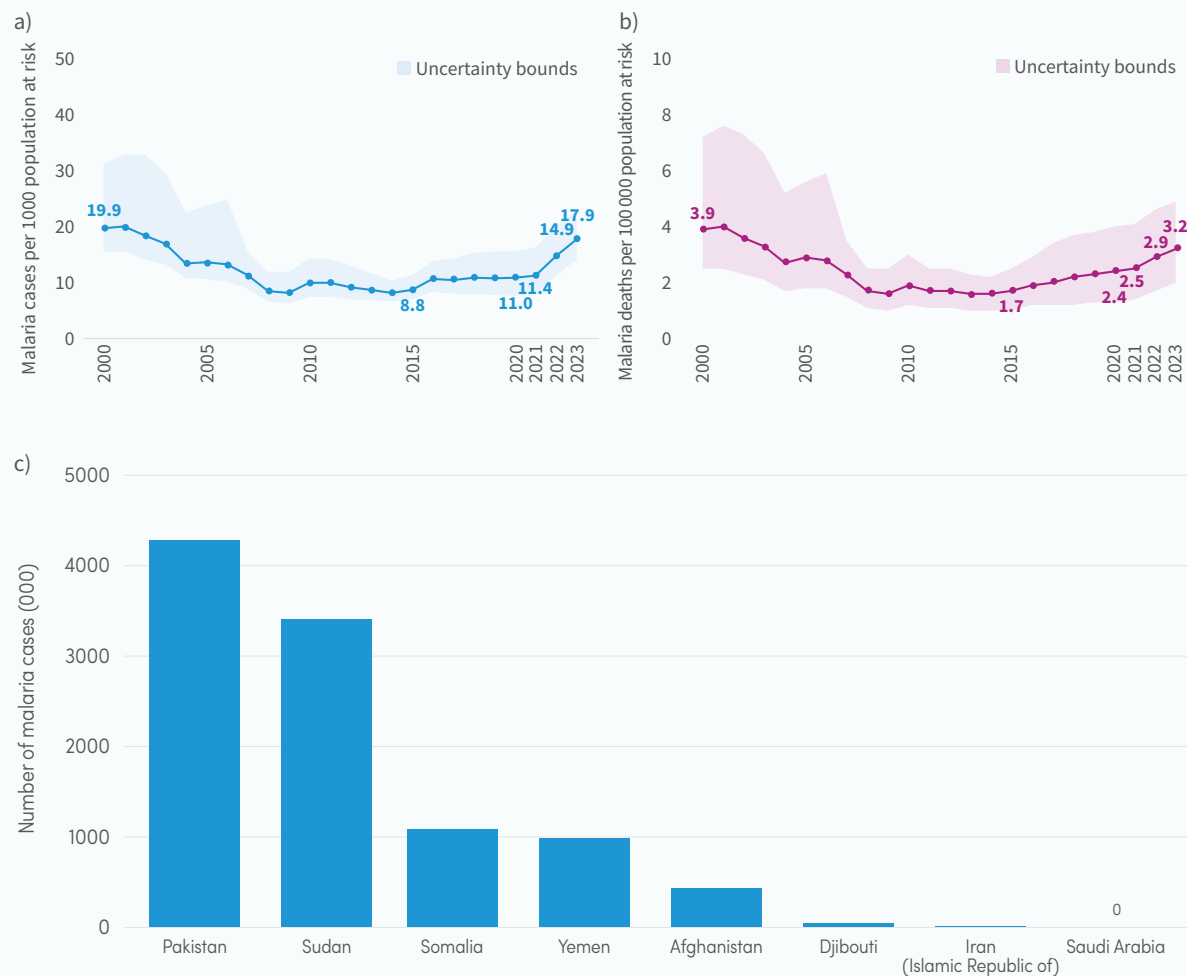 a)
Malaria cases per 1000 population at risk
50
40
30
20
10
0
Uncertainty bounds
19.9
8.8
11.0
11.4
14.9
17.9
2000
2005
2010
2015
2020
2021
2022
2023
b)
Malaria deaths per 100 000 population at risk
10
8
6
4
2
0
Uncertainty bounds
3.9
1.7
2.4
2.5
2.9
3.2
2000
2005
2010
2015
2020
2021
2022
2023
c)
Number of malaria cases (000)
5000
4000
3000
2000
1000
0
0
Pakistan
Sudan
Somalia
Yemen
Afghanistan
Djibouti
Iran
(Islamic Republic of)
Saudi Arabia